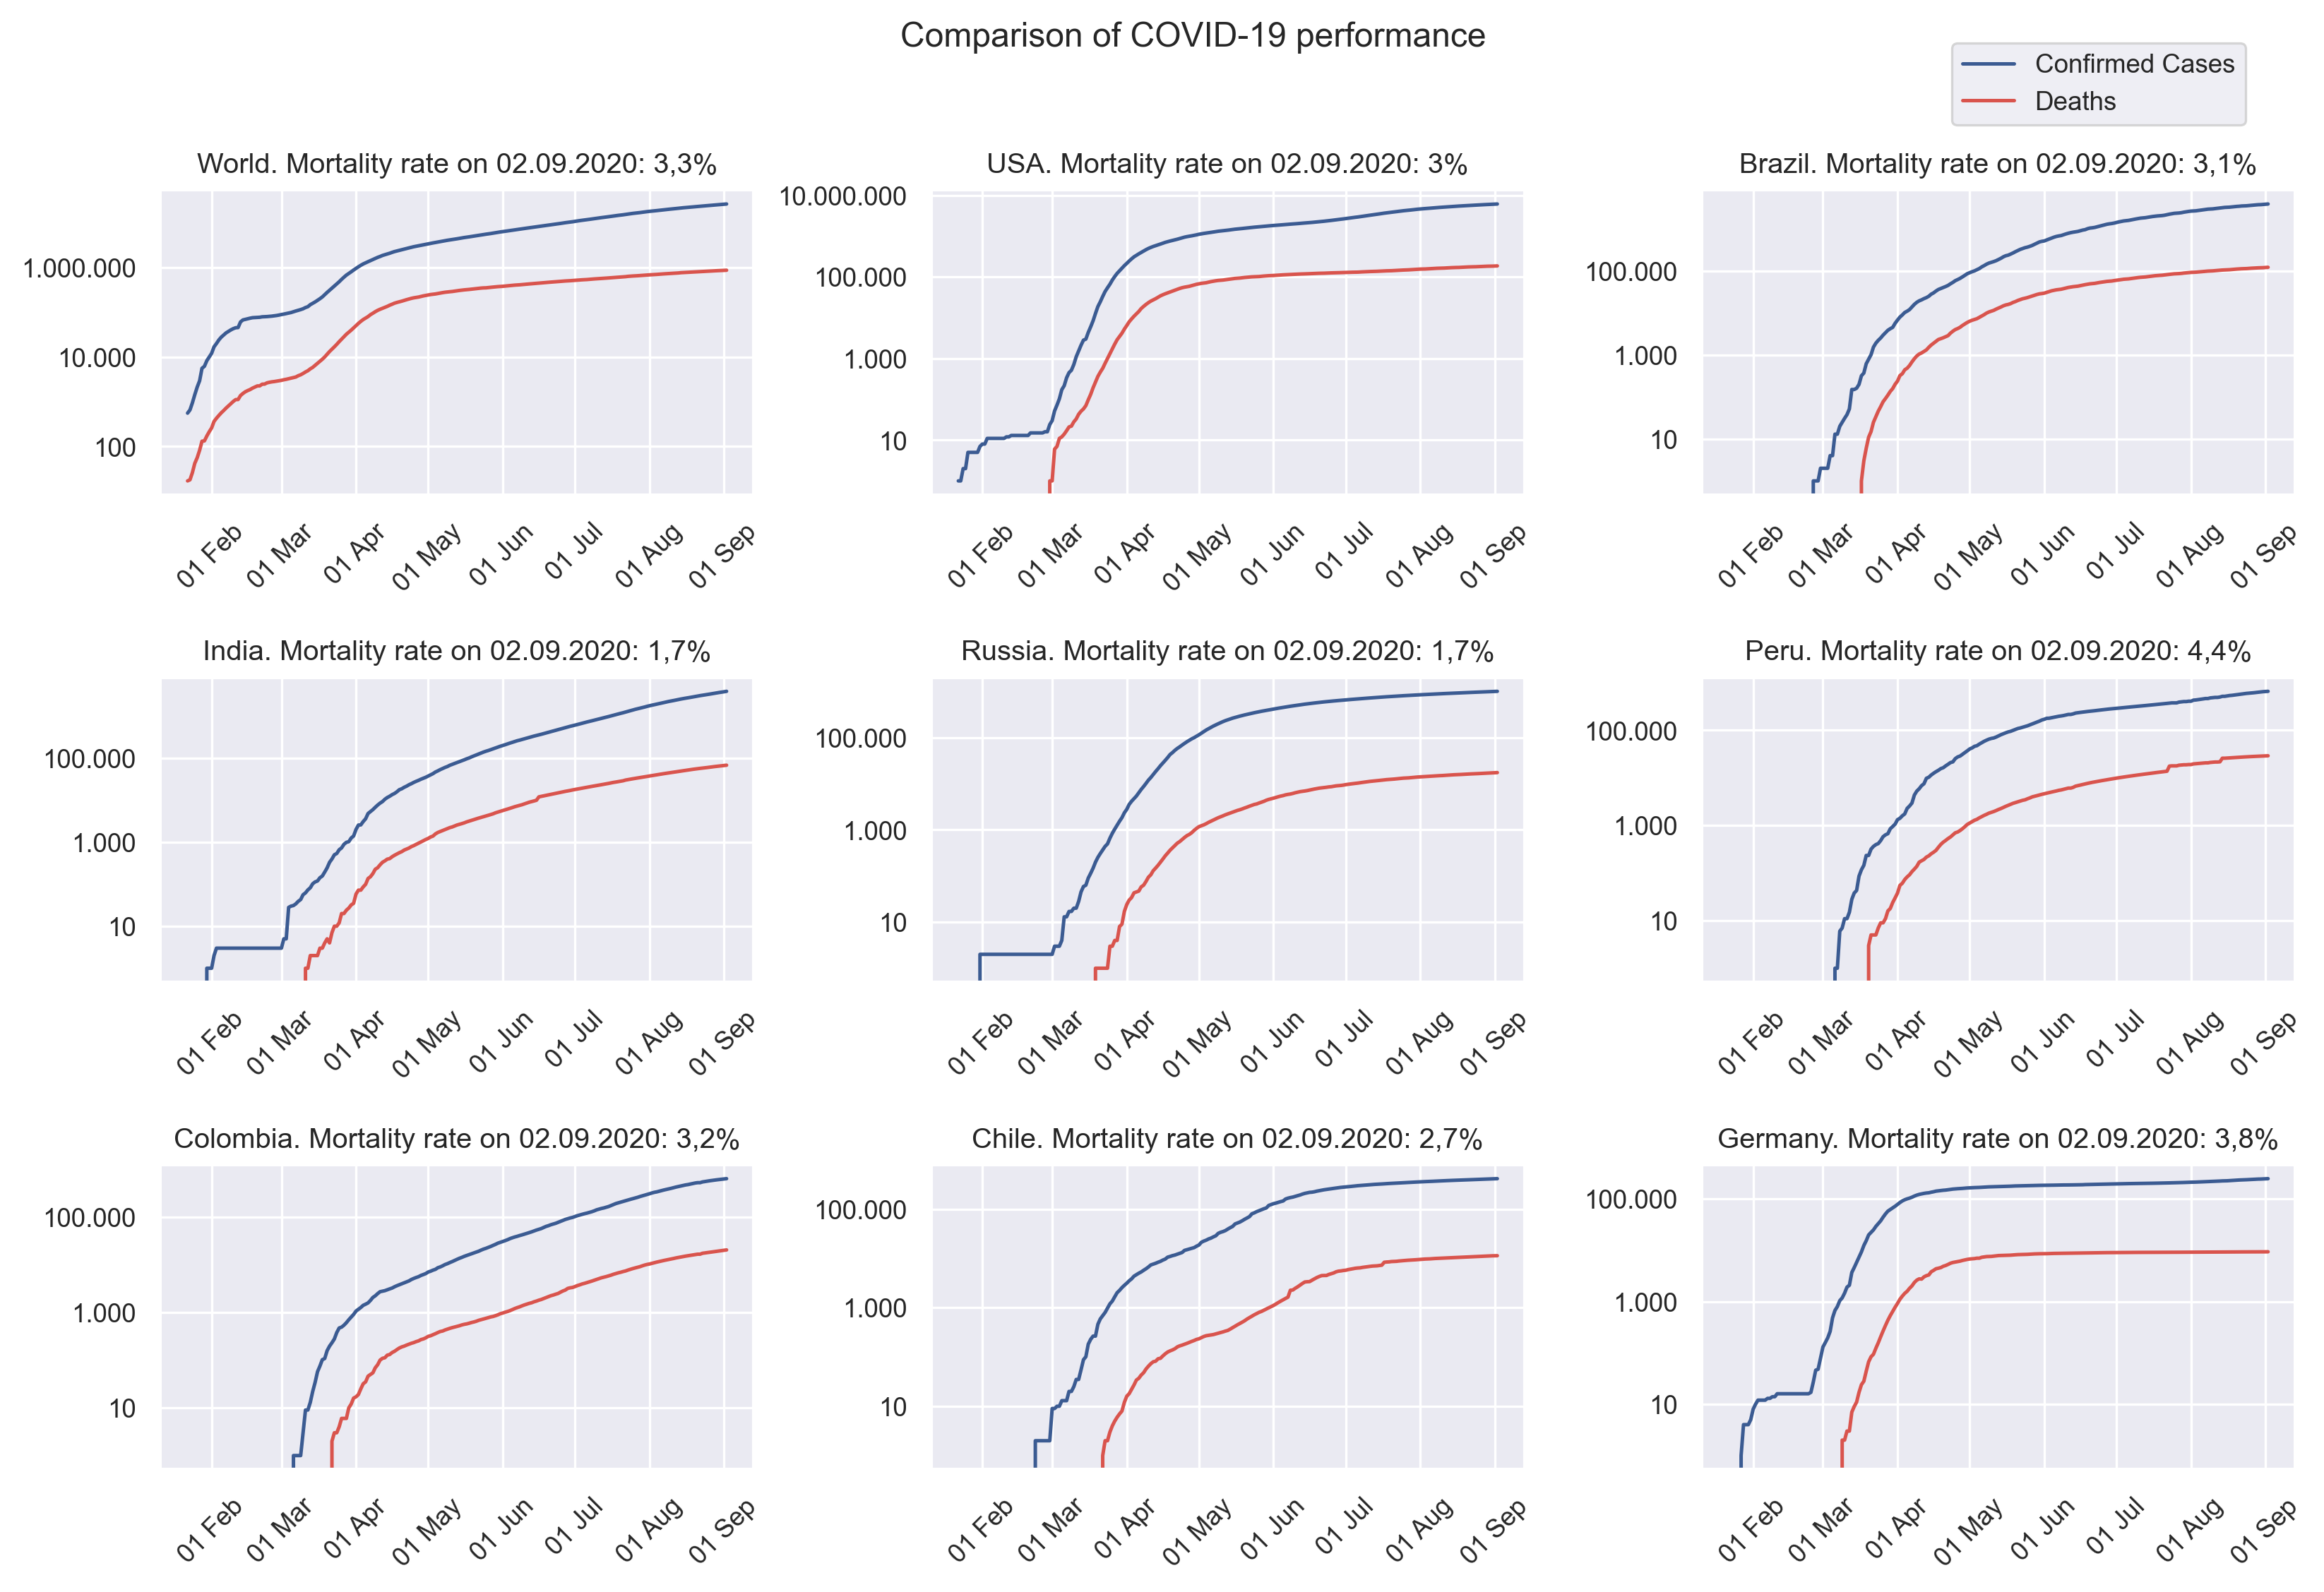 Comparison of COVID-19 performance
Confirmed Cases
Deaths
World. Mortality rate on 02.09.2020: 3,3%
1.000.000
10.000
100
01 Feb
01 Mar
01 Apr
01 May
01 Jun
01 Jul
01 Aug
01 Sep
USA. Mortality rate on 02.09.2020: 3%
10.000.000
100.000
1.000
10
01 Feb
01 Mar
01 Apr
01 May
01 Jun
01 Jul
01 Aug
01 Sep
Brazil. Mortality rate on 02.09.2020: 3,1%
100.000
1.000
10
01 Feb
01 Mar
01 Apr
01 May
01 Jun
01 Jul
01 Aug
01 Sep
India. Mortality rate on 02.09.2020: 1,7%
100.000
1.000
10
01 Feb
01 Mar
01 Apr
01 May
01 Jun
01 Jul
01 Aug
01 Sep
Russia. Mortality rate on 02.09.2020: 1,7%
100.000
1.000
10
01 Feb
01 Mar
01 Apr
01 May
01 Jun
01 Jul
01 Aug
01 Sep
Peru. Mortality rate on 02.09.2020: 4,4%
100.000
1.000
10
01 Feb
01 Mar
01 Apr
01 May
01 Jun
01 Jul
01 Aug
01 Sep
Colombia. Mortality rate on 02.09.2020: 3,2%
100.000
1.000
10
01 Feb
01 Mar
01 Apr
01 May
01 Jun
01 Jul
01 Aug
01 Sep
Chile. Mortality rate on 02.09.2020: 2,7%
100.000
1.000
10
01 Feb
01 Mar
01 Apr
01 May
01 Jun
01 Jul
01 Aug
01 Sep
Germany. Mortality rate on 02.09.2020: 3,8%
100.000
1.000
10
01 Feb
01 Mar
01 Apr
01 May
01 Jun
01 Jul
01 Aug
01 Sep